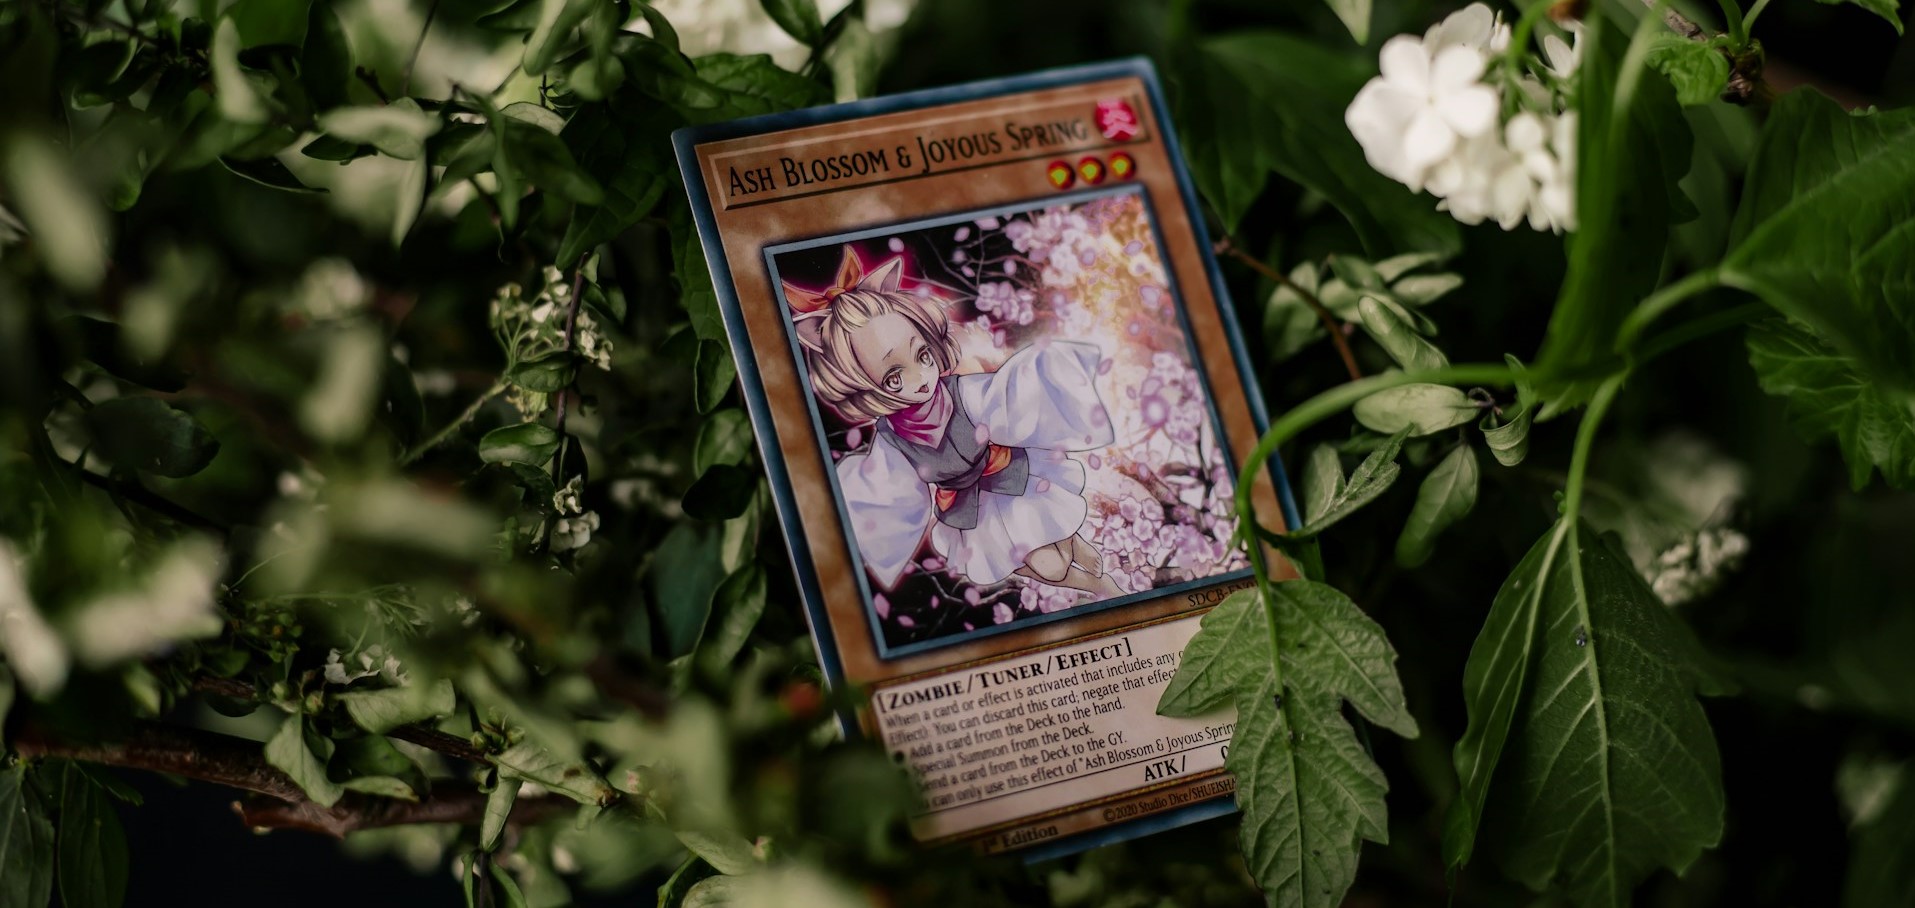 ASH BLOSSOM & JOYOUS SPRING
SDCB-EN
[ZOMBIE/TUNER/EFFECT]
When a card or effect is activated that includes any
Effect): You can discard this card; negate that effect
● Add a card from the Deck to the hand.
Special Summon from the Deck.
Send a card from the Deck to the GY.
can only use this effect of "Ash Blossom & Joyous Spring
ATK/ 0
1st Edition ©2020 Studio Dice/SHUEISHA